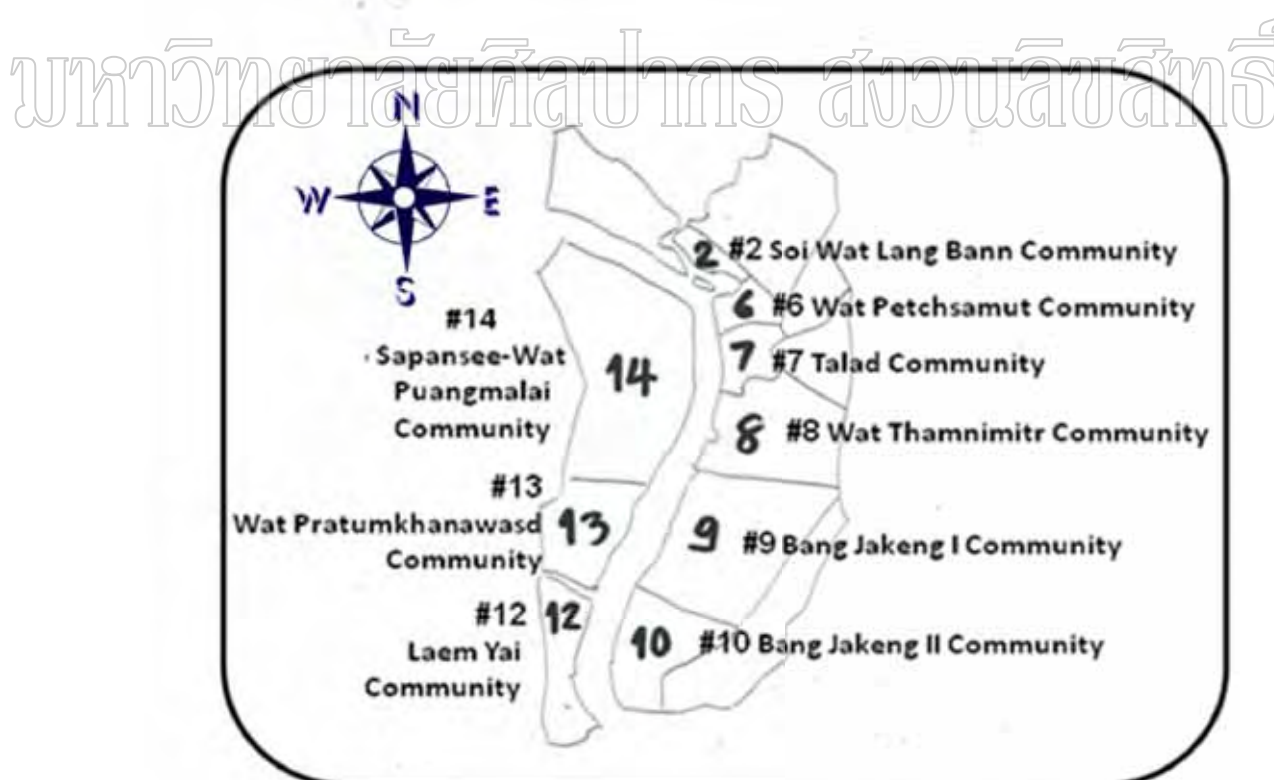 มหาวิทยาลัยศิลปากร สงวนลิขสิทธิ์
N
W E
S
2 #2 Soi Wat Lang Bann Community
6 #6 Wat Petchsamut Community
7 #7 Talad Community
8 #8 Wat Thamnimitr Community
9 #9 Bang Jakeng I Community
10 #10 Bang Jakeng II Community
#14
Sapansee-Wat
Puangmalai
Community
14
#13
Wat Pratumkhanawasd
Community
13
#12
Laem Yai
Community
12